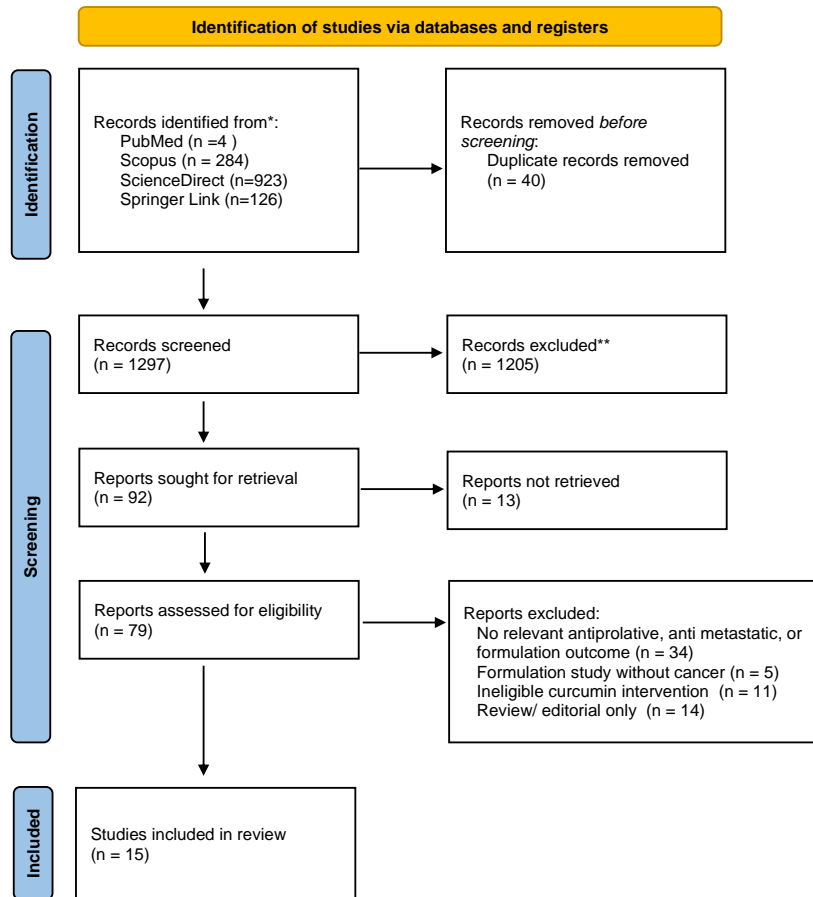 Identification of studies via databases and registers
Identification
Records identified from*:
PubMed (n =4 )
Scopus (n = 284)
ScienceDirect (n=923)
Springer Link (n=126)
Records removed before
screening:
Duplicate records removed
(n = 40)
Screening
Records screened
(n = 1297)
Records excluded**
(n = 1205)
Reports sought for retrieval
(n = 92)
Reports not retrieved
(n = 13)
Reports assessed for eligibility
(n = 79)
Reports excluded:
No relevant antiprolative, anti metastatic, or
formulation outcome (n = 34)
Formulation study without cancer (n = 5)
Ineligible curcumin intervention  (n = 11)
Review/ editorial only  (n = 14)
Included
Studies included in review
(n = 15)